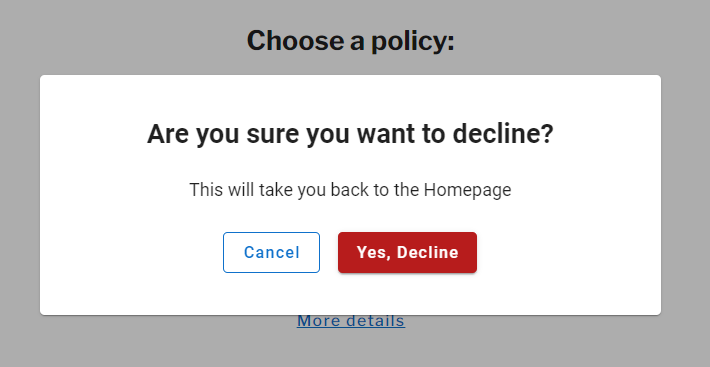 Choose a policy:
Are you sure you want to decline?
This will take you back to the Homepage
Cancel
Yes, Decline
More details